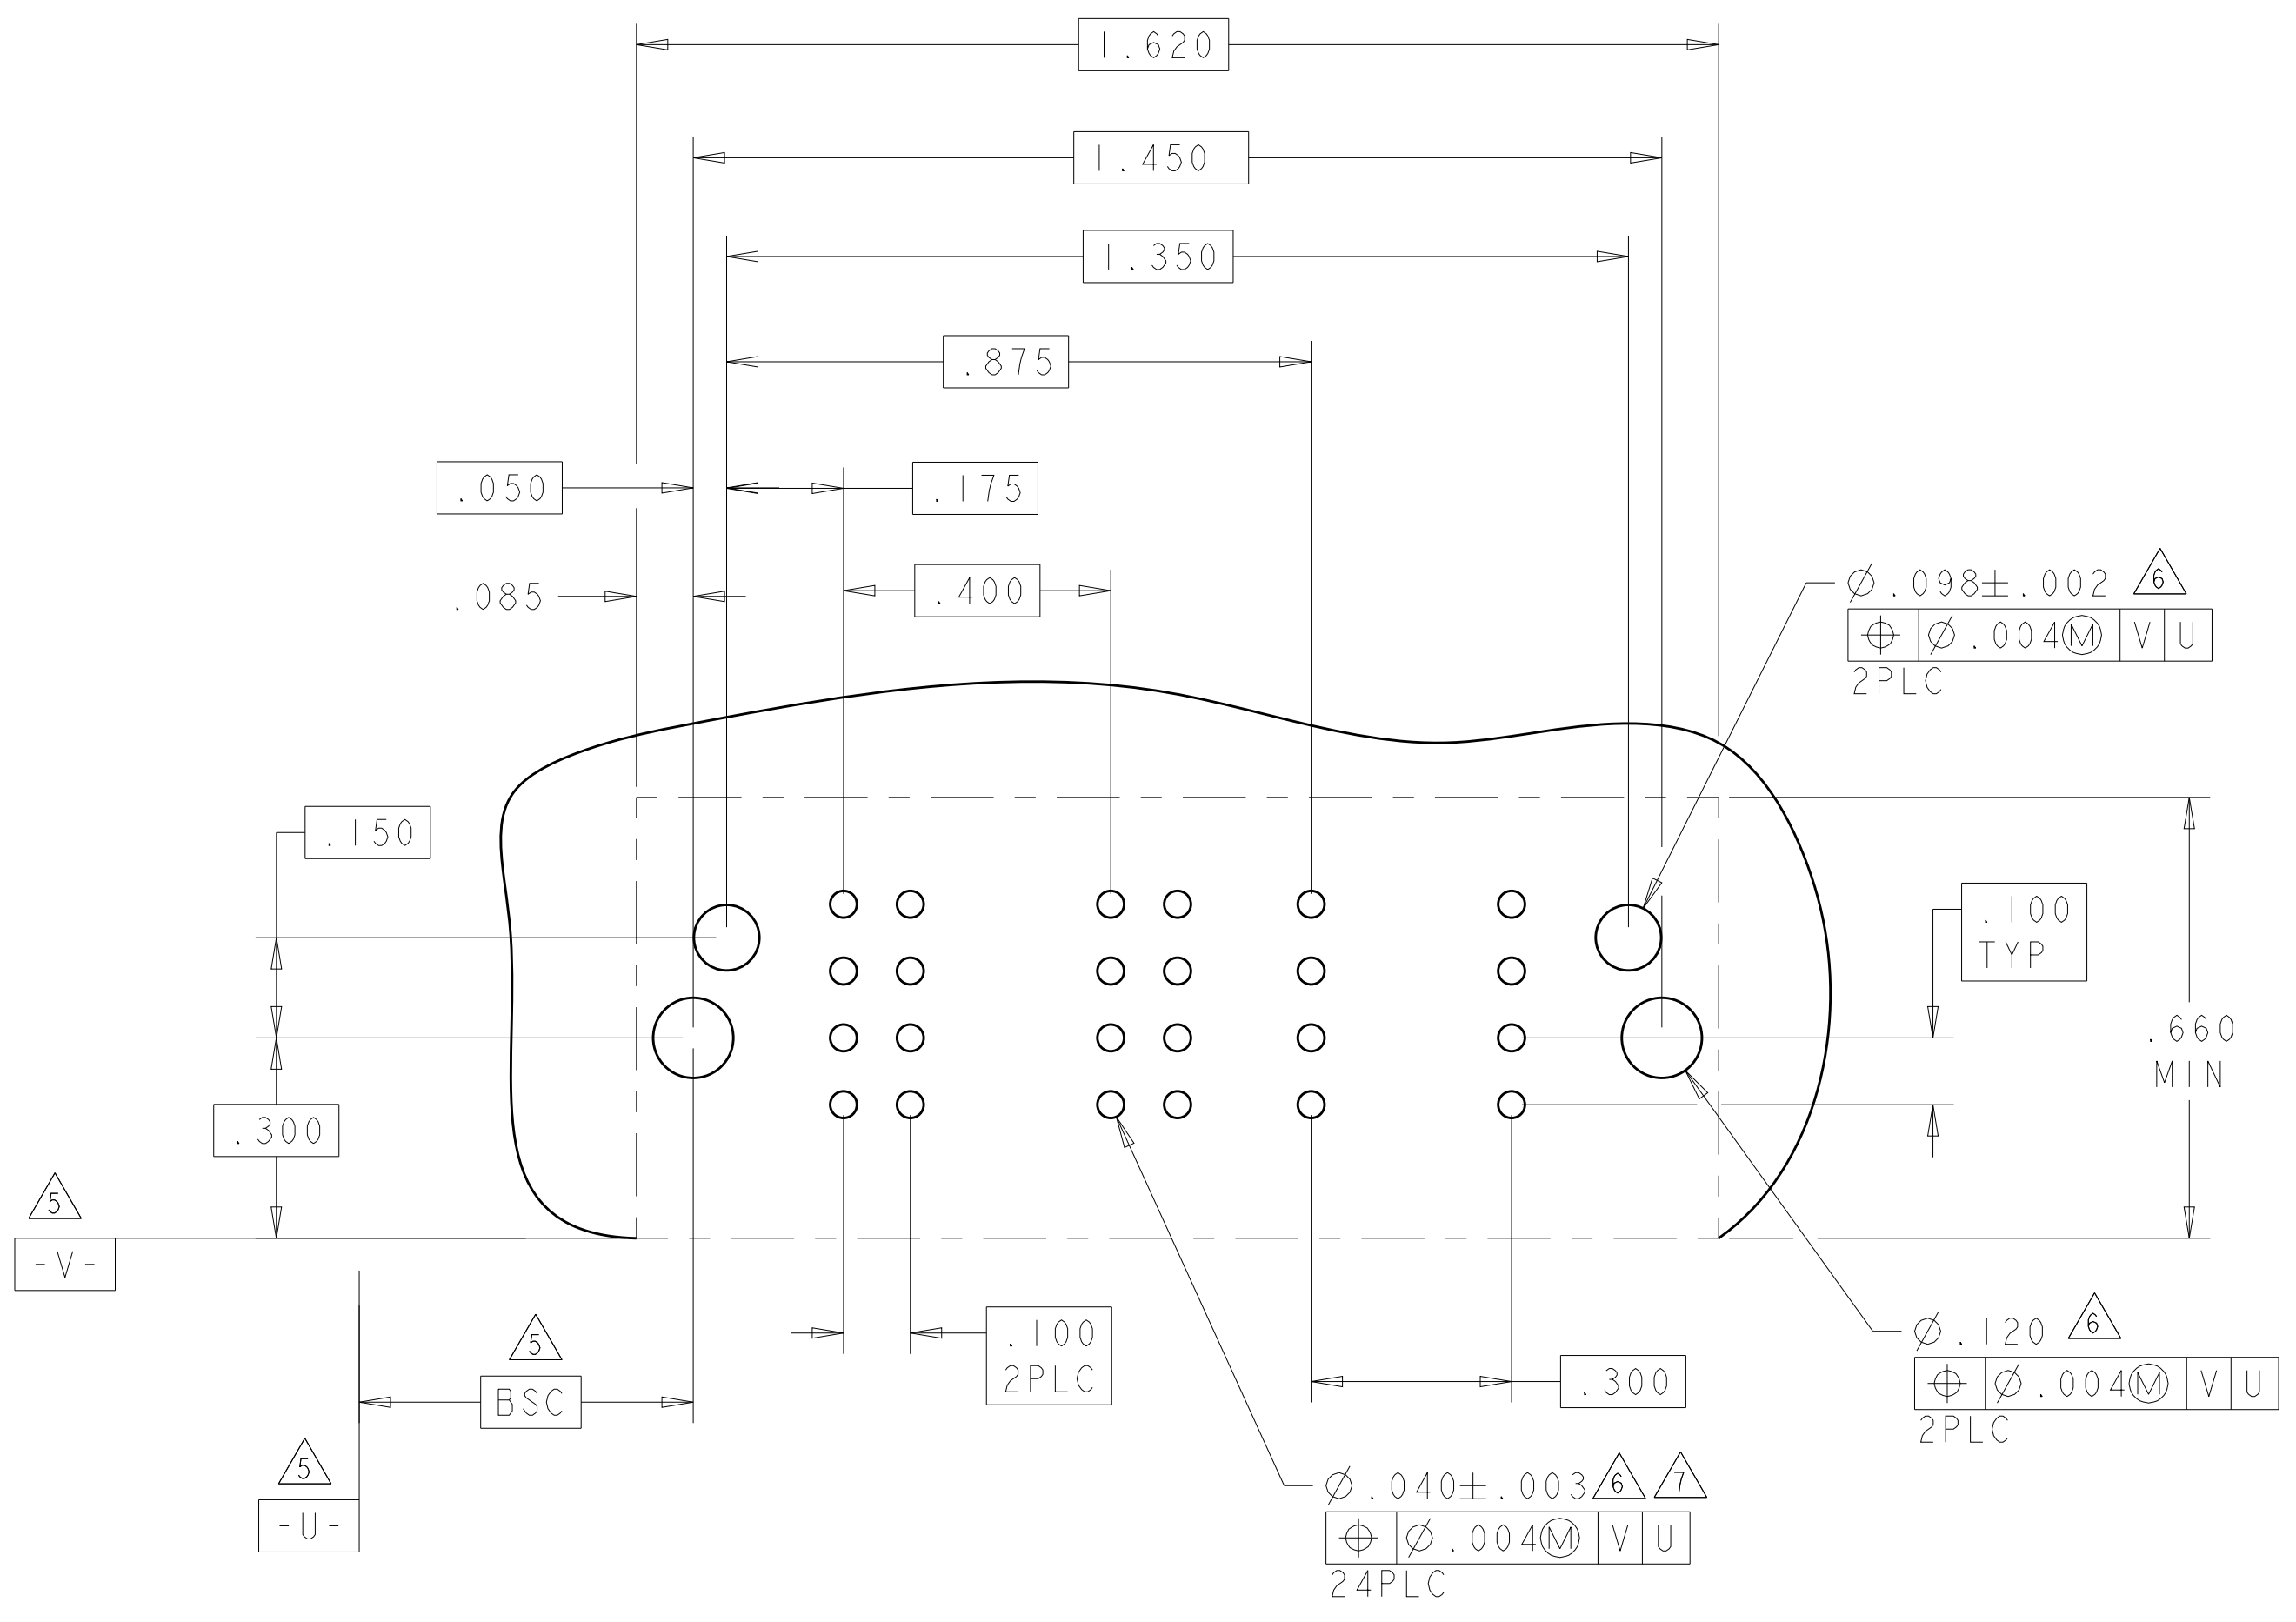 1.620
1.450
1.350
.875
.050
.175
.085
.400
Ø.098±.002 6
⌖ Ø.004Ⓜ V U
2PLC
.150
.100
TYP
.660
MIN
.300
5
-V-
5
BSC
.100
2PLC
Ø.120 6
⌖ Ø.004Ⓜ V U
2PLC
.300
5
-U-
Ø.040±.003 6 7
⌖ Ø.004Ⓜ V U
24PLC